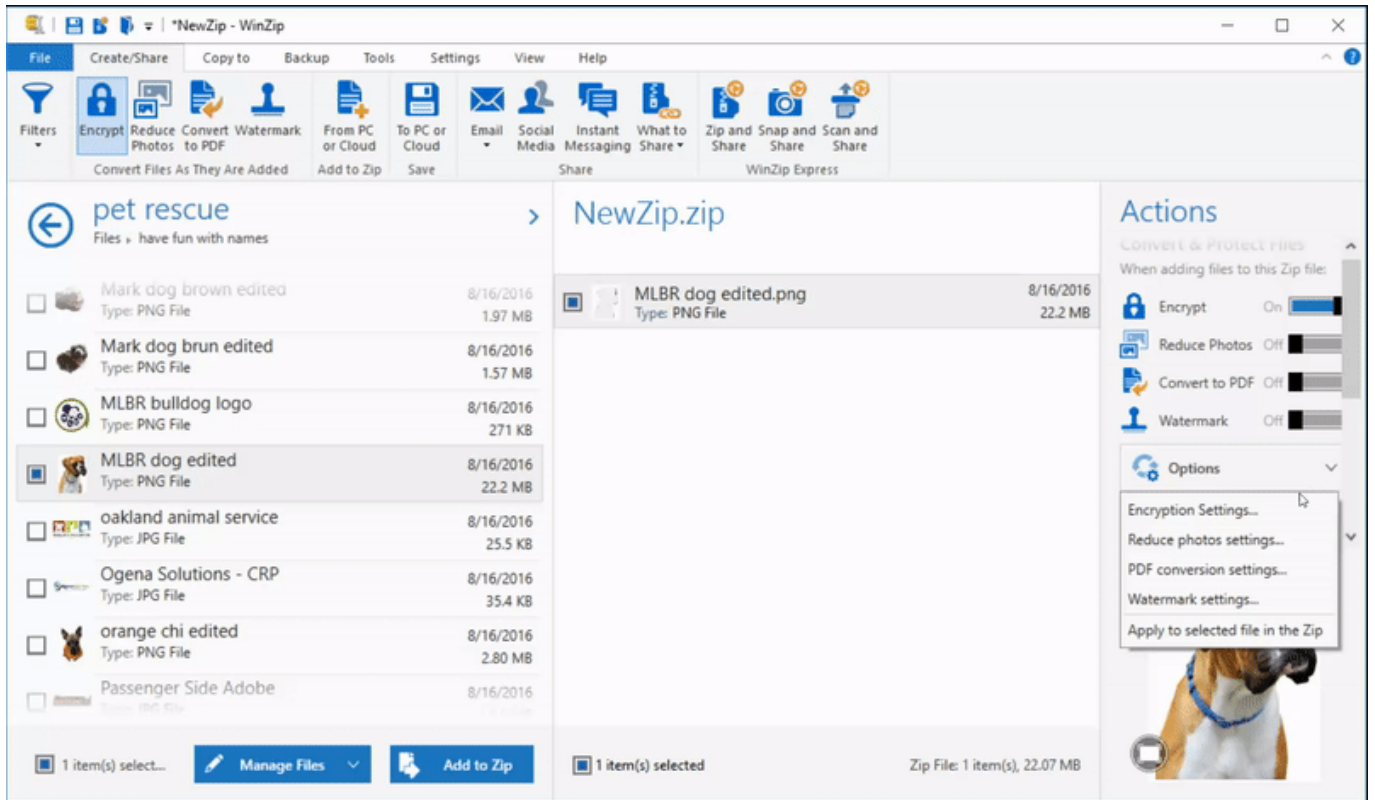 *NewZip - WinZip
File Create/Share Copy to Backup Tools Settings View Help
Filters
Encrypt
Reduce Photos
Convert to PDF
Watermark
Convert Files As They Are Added
From PC or Cloud
Add to Zip
To PC or Cloud
Save
Email
Social Media
Instant Messaging
What to Share
Share
Zip and Share
Snap and Share
Scan and Share
WinZip Express
pet rescue
Files have fun with names
Mark dog brown edited 8/16/2016
Type: PNG File 1.97 MB
Mark dog brun edited 8/16/2016
Type: PNG File 1.57 MB
MLBR bulldog logo 8/16/2016
Type: PNG File 271 KB
MLBR dog edited 8/16/2016
Type: PNG File 22.2 MB
oakland animal service 8/16/2016
Type: JPG File 25.5 KB
Ogena Solutions - CRP 8/16/2016
Type: JPG File 35.4 KB
orange chi edited 8/16/2016
Type: PNG File 2.80 MB
Passenger Side Adobe 8/16/2016
Type: JPG File
1 item(s) select...
Manage Files
Add to Zip
NewZip.zip
MLBR dog edited.png 8/16/2016
Type: PNG File 22.2 MB
1 item(s) selected
Zip File: 1 item(s), 22.07 MB
Actions
Convert & Protect Files
When adding files to this Zip file:
Encrypt On
Reduce Photos Off
Convert to PDF Off
Watermark Off
Options
Encryption Settings...
Reduce photos settings...
PDF conversion settings...
Watermark settings...
Apply to selected file in the Zip